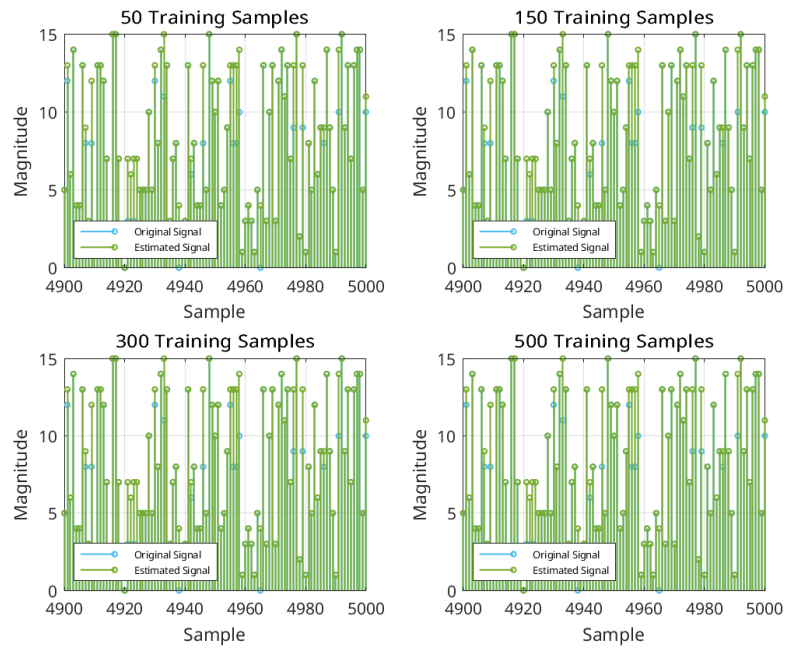 50 Training Samples
15
10
5
0
Magnitude
Original Signal
Estimated Signal
4900 4920 4940 4960 4980 5000
Sample
150 Training Samples
15
10
5
0
Magnitude
Original Signal
Estimated Signal
4900 4920 4940 4960 4980 5000
Sample
300 Training Samples
15
10
5
0
Magnitude
Original Signal
Estimated Signal
4900 4920 4940 4960 4980 5000
Sample
500 Training Samples
15
10
5
0
Magnitude
Original Signal
Estimated Signal
4900 4920 4940 4960 4980 5000
Sample